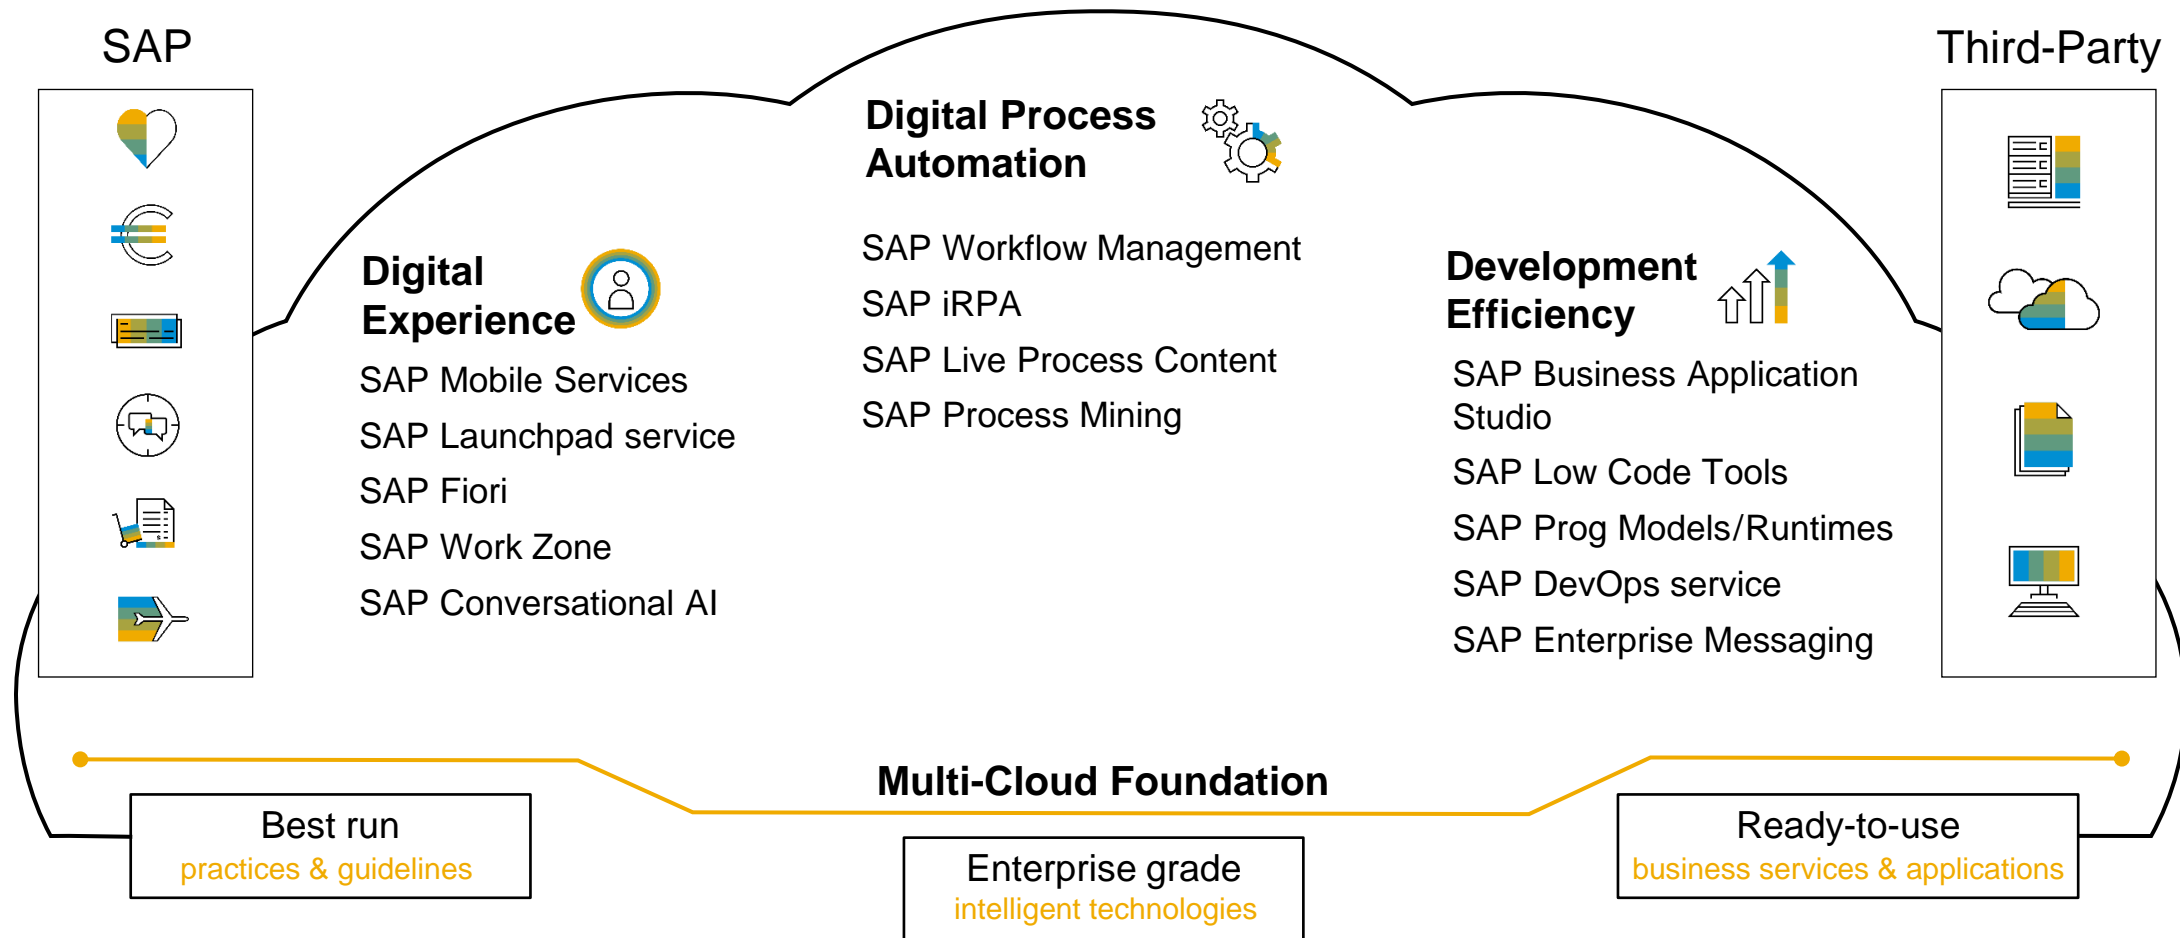 SAP
Third-Party
Digital Process
Automation
SAP Workflow Management
SAP iRPA
SAP Live Process Content
SAP Process Mining
Digital
Experience
SAP Mobile Services
SAP Launchpad service
SAP Fiori
SAP Work Zone
SAP Conversational AI
Development
Efficiency
SAP Business Application
Studio
SAP Low Code Tools
SAP Prog Models/Runtimes
SAP DevOps service
SAP Enterprise Messaging
Multi-Cloud Foundation
Best run
practices & guidelines
Enterprise grade
intelligent technologies
Ready-to-use
business services & applications